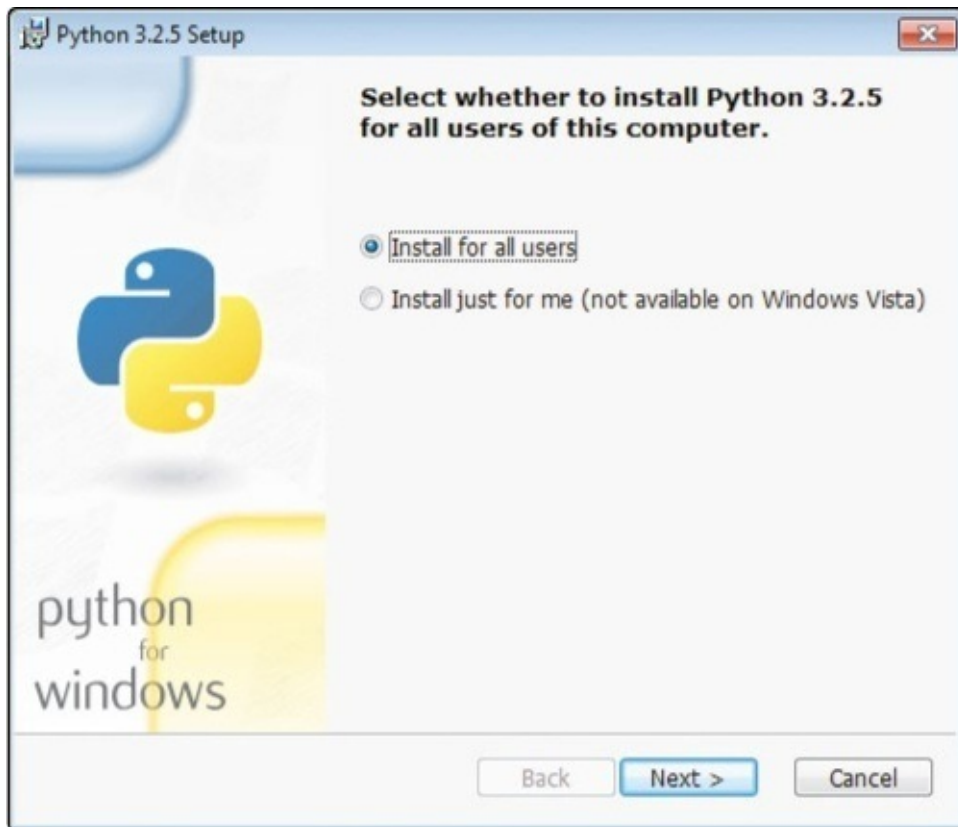 Python 3.2.5 Setup
Select whether to install Python 3.2.5
for all users of this computer.
Install for all users
Install just for me (not available on Windows Vista)
python
for
windows
Back
Next >
Cancel